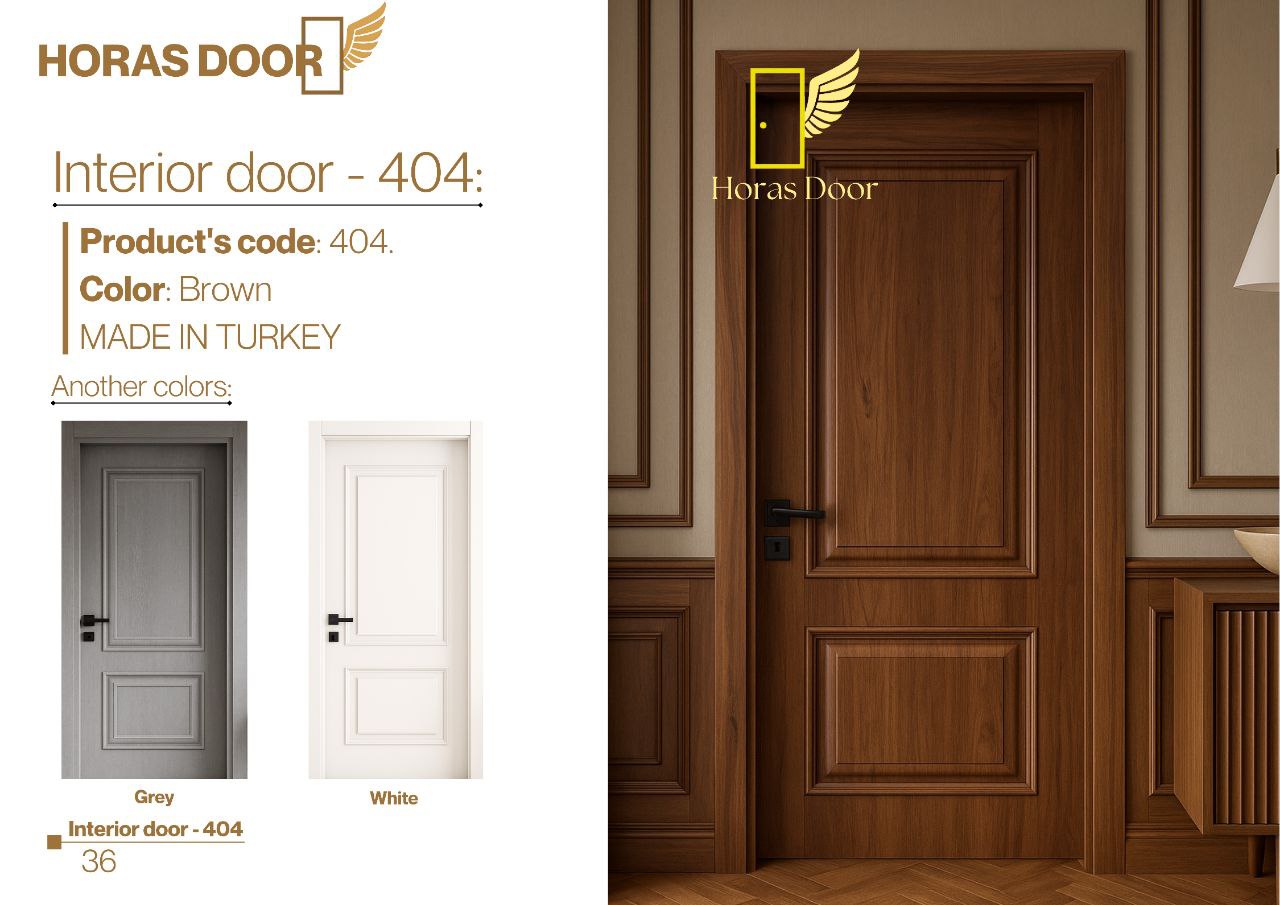 HORAS DOOR
Interior door - 404:
Product's code: 404.
Color: Brown
MADE IN TURKEY
Another colors:
Grey
White
Interior door - 404
36
Horas Door